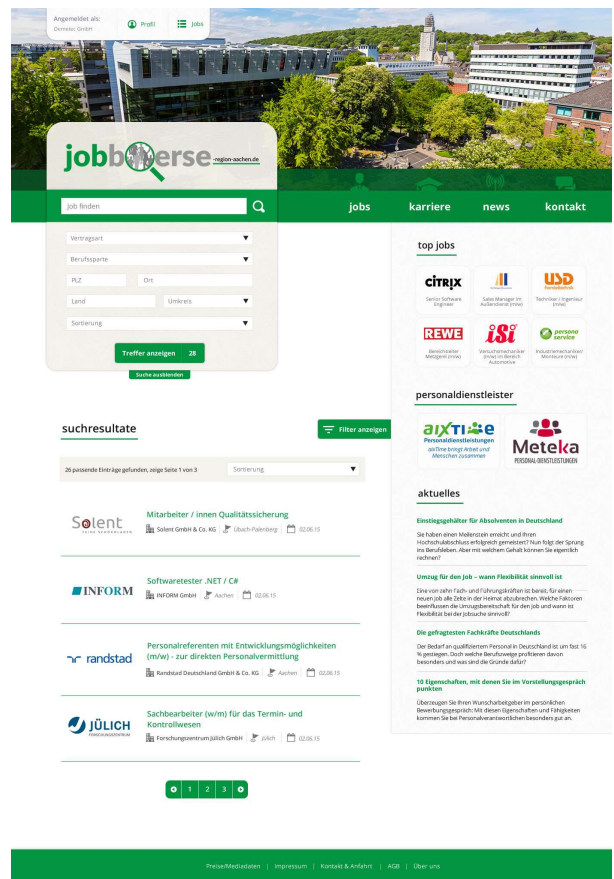 Angemeldet als:
Gemetec GmbH
Profil
Jobs
jobboerse-region-aachen.de
Job finden
jobs
karriere
news
kontakt
Vertragsart
Berufssparte
PLZ
Ort
Land
Umkreis
Sortierung
Treffer anzeigen 28
Suche ausblenden
top jobs
CİTRIX
USD
Formteiltechnik
Senior Software
Engineer
Sales Manager im
Außendienst (m/w)
Techniker / Ingenieur
(m/w)
REWE
iSi
persona
service
Bereichsleiter
Metzgerei (m/w)
Versuchsmechaniker
(m/w) im Bereich
Automotive
Industriemechaniker/
Monteure (m/w)
personaldienstleister
aixTIme
Personaldienstleistungen
aixTime bringt Arbeit und
Menschen zusammen
Meteka
PERSONAL-DIENSTLEISTUNGEN
suchresultate
Filter anzeigen
26 passende Einträge gefunden, zeige Seite 1 von 3
Sortierung
Solent
FEINE SCHOKOLADEN
Mitarbeiter / innen Qualitätssicherung
Solent GmbH & Co. KG
Übach-Palenberg
02.06.15
INFORM
Softwaretester .NET / C#
INFORM GmbH
Aachen
02.06.15
randstad
Personalreferenten mit Entwicklungsmöglichkeiten
(m/w) - zur direkten Personalvermittlung
Randstad Deutschland GmbH & Co. KG
Aachen
02.06.15
JÜLICH
FORSCHUNGSZENTRUM
Sachbearbeiter (w/m) für das Termin- und
Kontrollwesen
Forschungszentrum Jülich GmbH
Jülich
02.06.15
1 2 3
aktuelles
Einstiegsgehälter für Absolventen in Deutschland
Sie haben einen Meilenstein erreicht und Ihren
Hochschulabschluss erfolgreich gemeistert? Nun folgt der Sprung
ins Berufsleben. Aber mit welchem Gehalt können Sie eigentlich
rechnen?
Umzug für den Job – wann Flexibilität sinnvoll ist
Eine von zehn Fach- und Führungskräften ist bereit, für einen
neuen Job alle Zelte in der Heimat abzubrechen. Welche Faktoren
beeinflussen die Umzugsbereitschaft für den Job und wann ist
Flexibilität bei der Jobsuche sinnvoll?
Die gefragtesten Fachkräfte Deutschlands
Der Bedarf an qualifiziertem Personal in Deutschland ist um fast 16
% gestiegen. Doch welche Berufszweige profitieren davon
besonders und was sind die Gründe dafür?
10 Eigenschaften, mit denen Sie im Vorstellungsgespräch
punkten
Überzeugen Sie Ihren Wunscharbeitgeber im persönlichen
Bewerbungsgespräch: Mit diesen Eigenschaften und Fähigkeiten
kommen Sie bei Personalverantwortlichen besonders gut an.
Preise/Mediadaten | Impressum | Kontakt & Anfahrt | AGB | Über uns